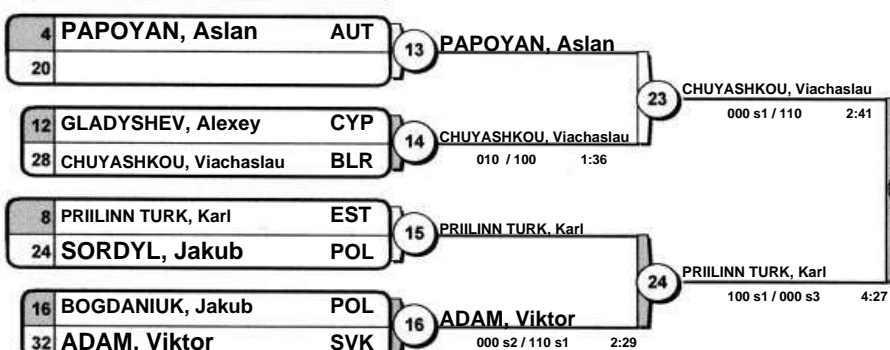 4 PAPOYAN, Aslan AUT
20
13 PAPOYAN, Aslan
12 GLADYSHEV, Alexey CYP
28 CHUYASHKOU, Viachaslau BLR
14 CHUYASHKOU, Viachaslau
010 / 100 1:36
23 CHUYASHKOU, Viachaslau
000 s1 / 110 2:41
8 PRIILINN TURK, Karl EST
24 SORDYL, Jakub POL
15 PRIILINN TURK, Karl
16 BOGDANIUK, Jakub POL
32 ADAM, Viktor SVK
16 ADAM, Viktor
000 s2 / 110 s1 2:29
24 PRIILINN TURK, Karl
100 s1 / 000 s3 4:27